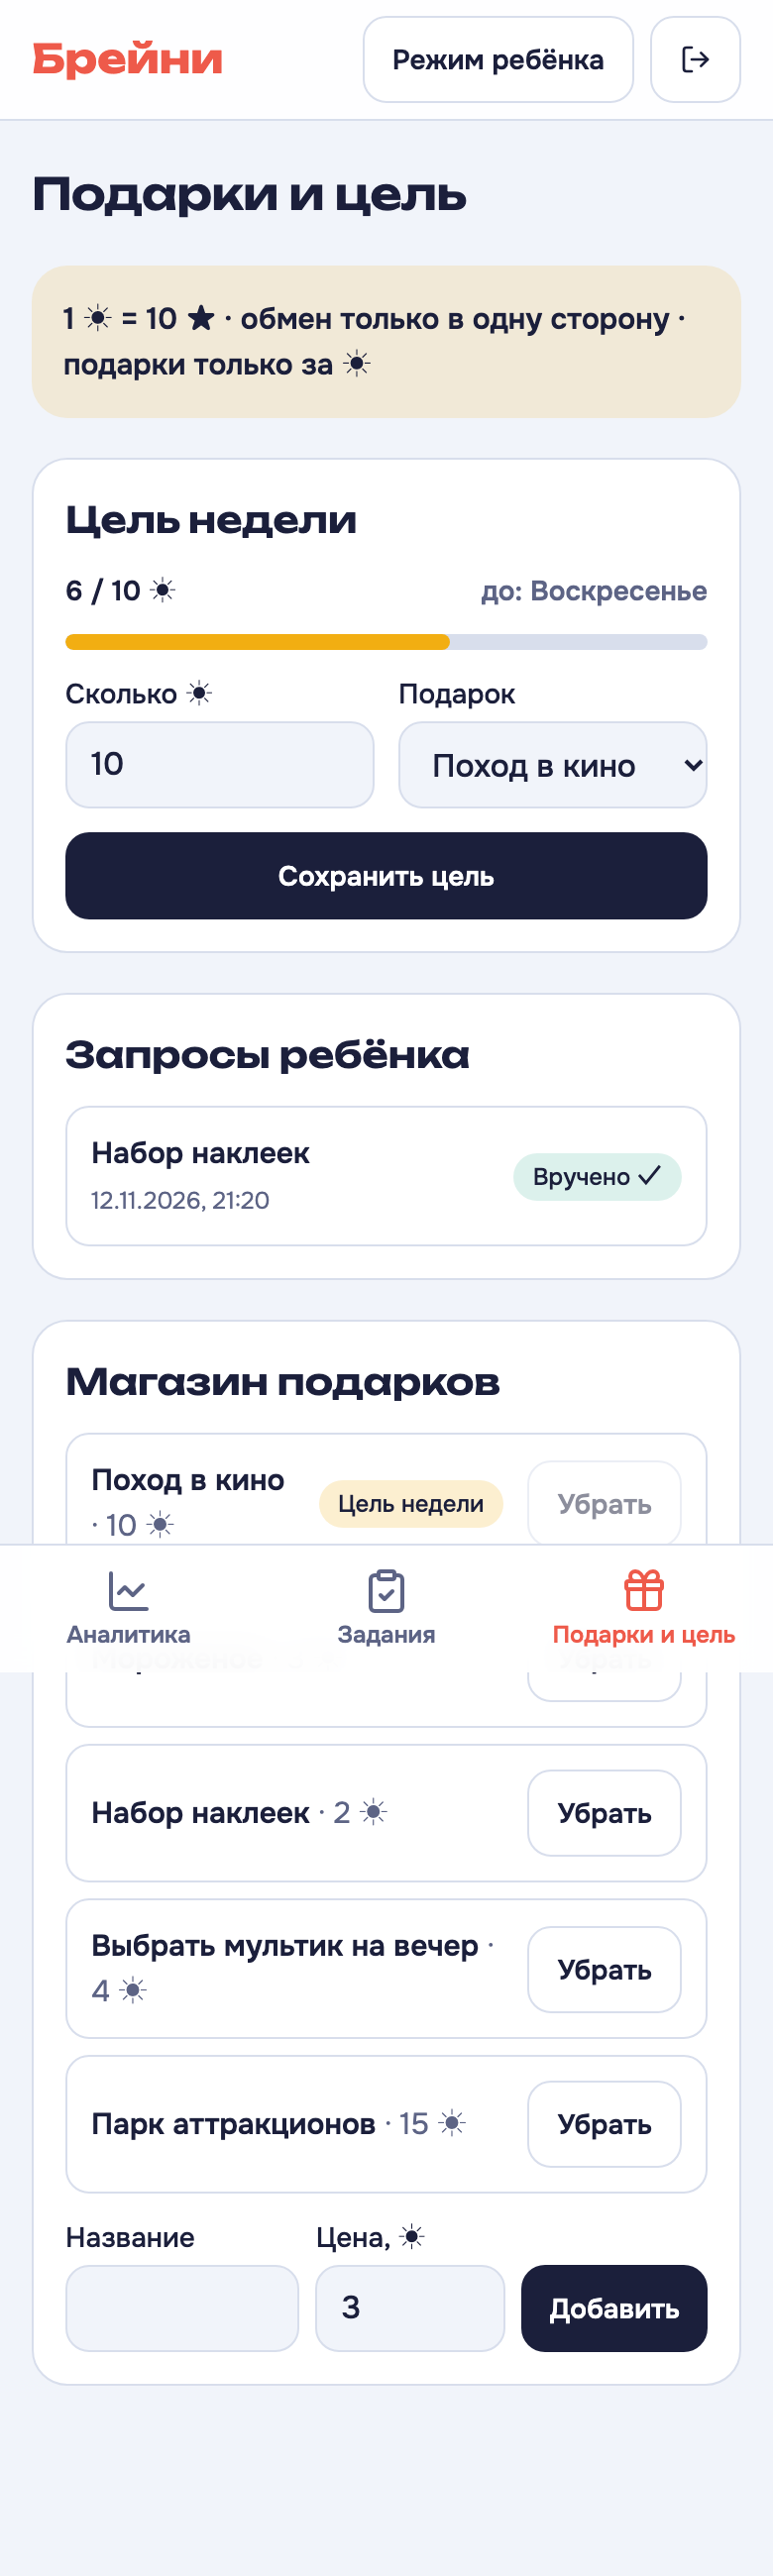 Брейни
Режим ребёнка
Подарки и цель
1 ☀ = 10 ★ · обмен только в одну сторону ·
подарки только за ☀
Цель недели
6 / 10 ☀
до: Воскресенье
Сколько ☀
Подарок
10
Поход в кино
Сохранить цель
Запросы ребёнка
Набор наклеек
12.11.2026, 21:20
Вручено ✓
Магазин подарков
Поход в кино
· 10 ☀
Цель недели
Убрать
Аналитика
Задания
Подарки и цель
Набор наклеек · 2 ☀
Убрать
Выбрать мультик на вечер ·
4 ☀
Убрать
Парк аттракционов · 15 ☀
Убрать
Название
Цена, ☀
3
Добавить